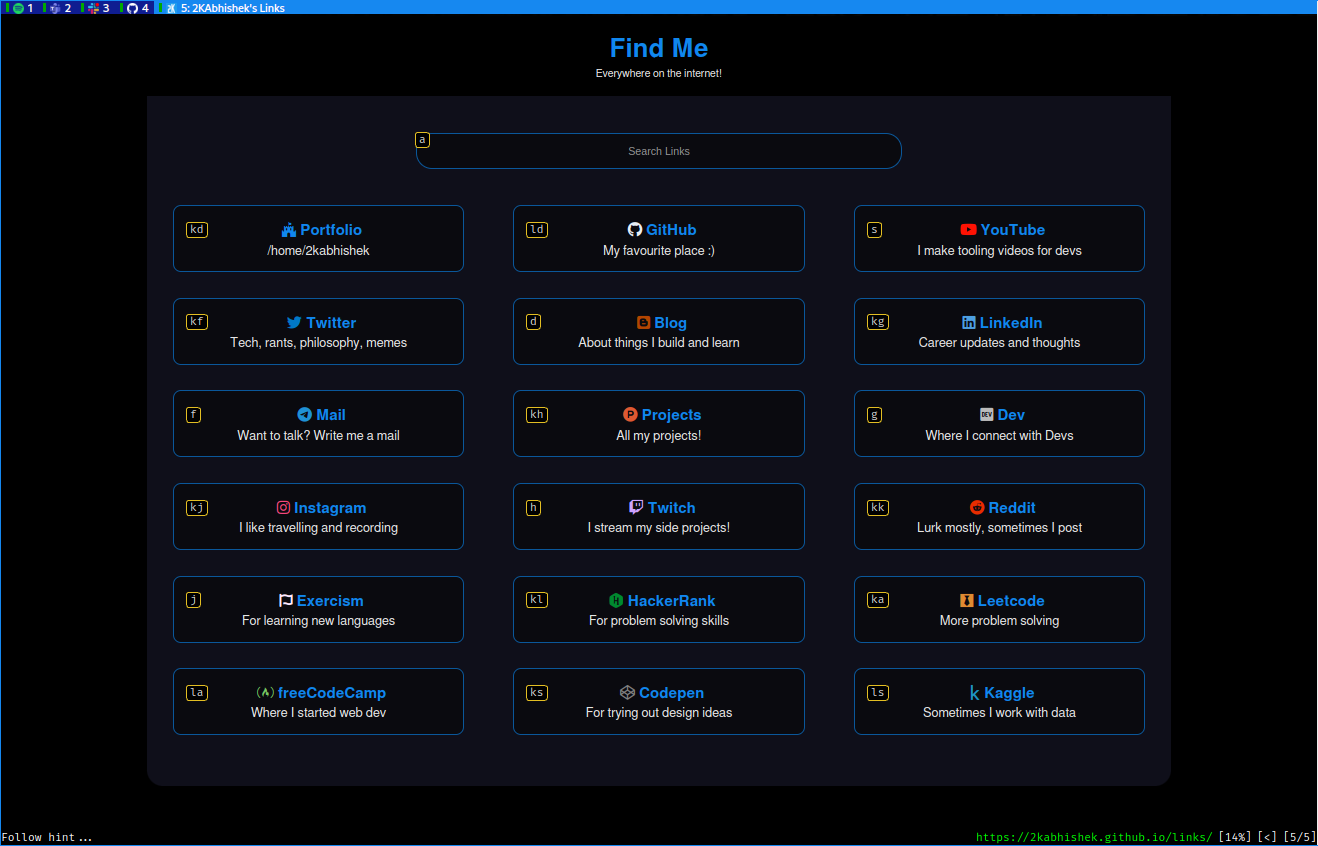 1 2 3 4 5: 2KAbhishek's Links
Find Me
Everywhere on the internet!
a
Search Links
kd Portfolio
/home/2kabhishek
ld GitHub
My favourite place :)
s YouTube
I make tooling videos for devs
kf Twitter
Tech, rants, philosophy, memes
d Blog
About things I build and learn
kg LinkedIn
Career updates and thoughts
f Mail
Want to talk? Write me a mail
kh Projects
All my projects!
g DEV Dev
Where I connect with Devs
kj Instagram
I like travelling and recording
h Twitch
I stream my side projects!
kk Reddit
Lurk mostly, sometimes I post
j Exercism
For learning new languages
kl HackerRank
For problem solving skills
ka Leetcode
More problem solving
la freeCodeCamp
Where I started web dev
ks Codepen
For trying out design ideas
ls Kaggle
Sometimes I work with data
Follow hint... https://2kabhishek.github.io/links/ [14%] [<] [5/5]